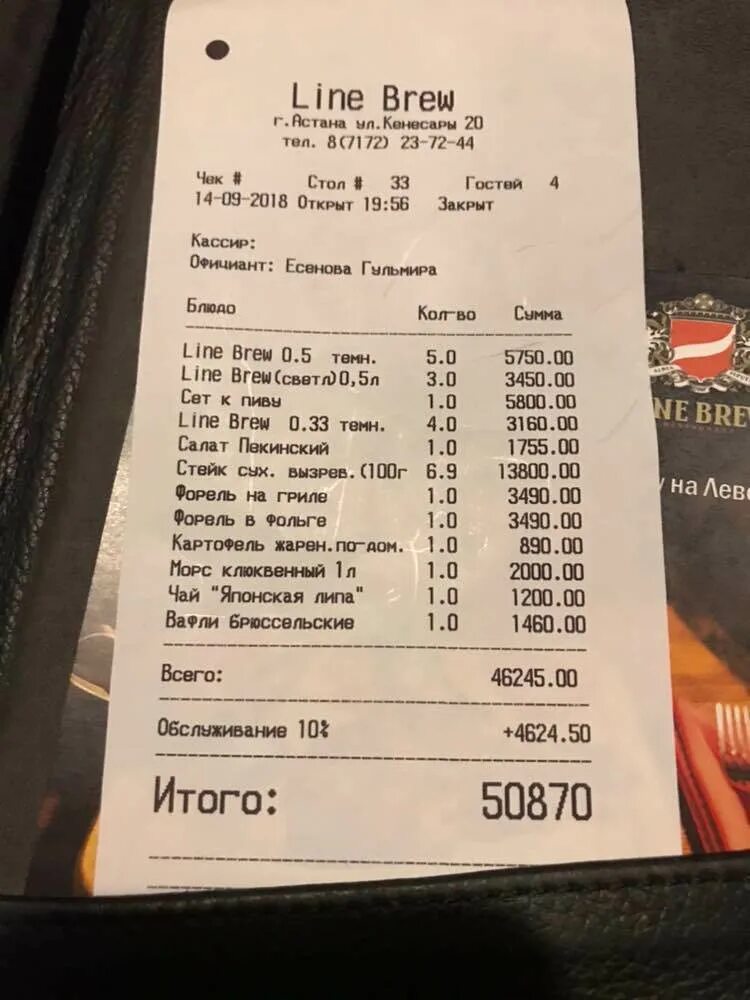 Line Brew
г.Астана ул.Кенесары 20
тел. 8(7172) 23-72-44
Чек # Стол # 33 Гостей 4
14-09-2018 Открыт 19:56 Закрыт
Кассир:
Официант: Есенова Гульмира
Блюдо Кол-во Сумма
Line Brew 0.5 темн. 5.0 5750.00
Line Brew(светл)0,5л 3.0 3450.00
Сет к пиву 1.0 5800.00
Line Brew 0.33 темн. 4.0 3160.00
Салат Пекинский 1.0 1755.00
Стейк сух. вызрев.(100г 6.9 13800.00
Форель на гриле 1.0 3490.00
Форель в фольге 1.0 3490.00
Картофель жарен.по-дом. 1.0 890.00
Морс клюквенный 1л 1.0 2000.00
Чай "Японская липа" 1.0 1200.00
Вафли брюссельские 1.0 1460.00
Всего: 46245.00
Обслуживание 10% +4624.50
Итого: 50870
NE BRE
у на Лев